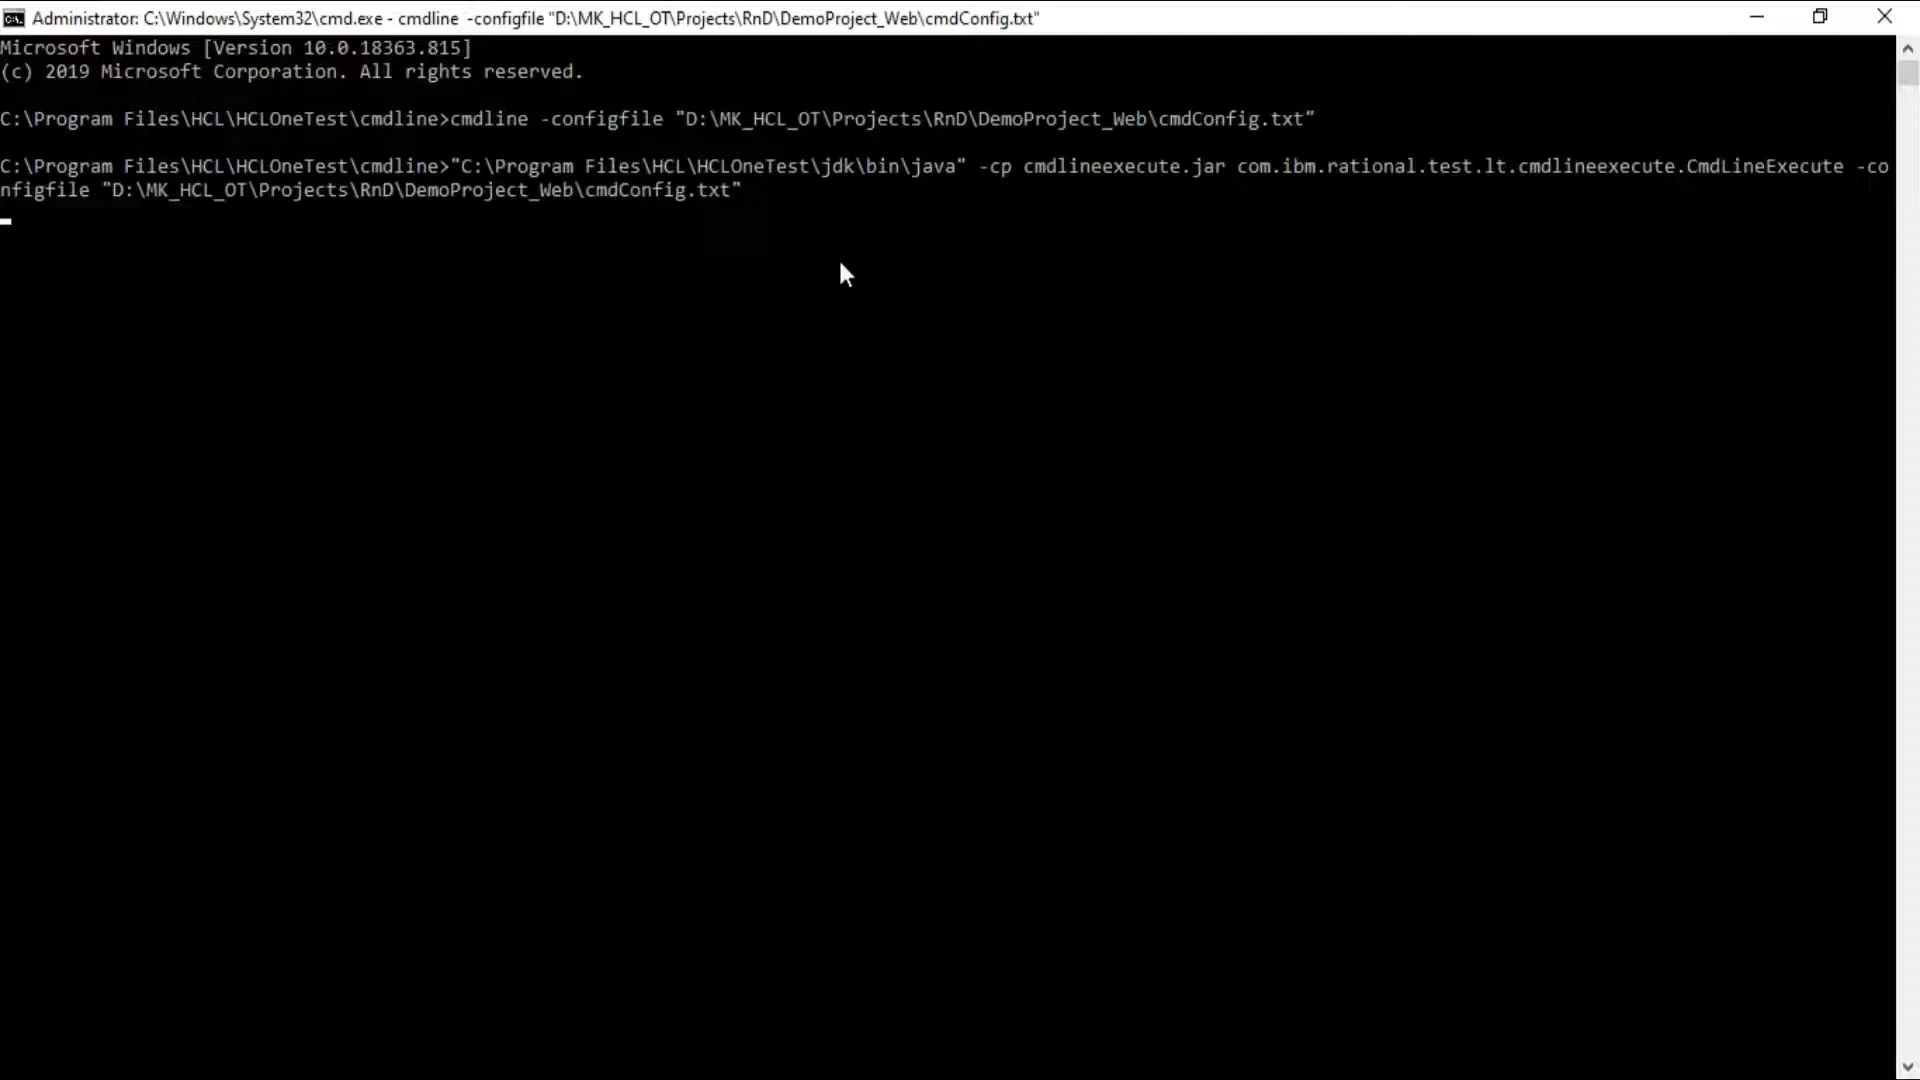 Administrator: C:\Windows\System32\cmd.exe - cmdline  -configfile "D:\MK_HCL_OT\Projects\RnD\DemoProject_Web\cmdConfig.txt"
Microsoft Windows [Version 10.0.18363.815]
(c) 2019 Microsoft Corporation. All rights reserved.
C:\Program Files\HCL\HCLOneTest\cmdline>cmdline -configfile "D:\MK_HCL_OT\Projects\RnD\DemoProject_Web\cmdConfig.txt"
C:\Program Files\HCL\HCLOneTest\cmdline>"C:\Program Files\HCL\HCLOneTest\jdk\bin\java" -cp cmdlineexecute.jar com.ibm.rational.test.lt.cmdlineexecute.CmdLineExecute -co
nfigfile "D:\MK_HCL_OT\Projects\RnD\DemoProject_Web\cmdConfig.txt"